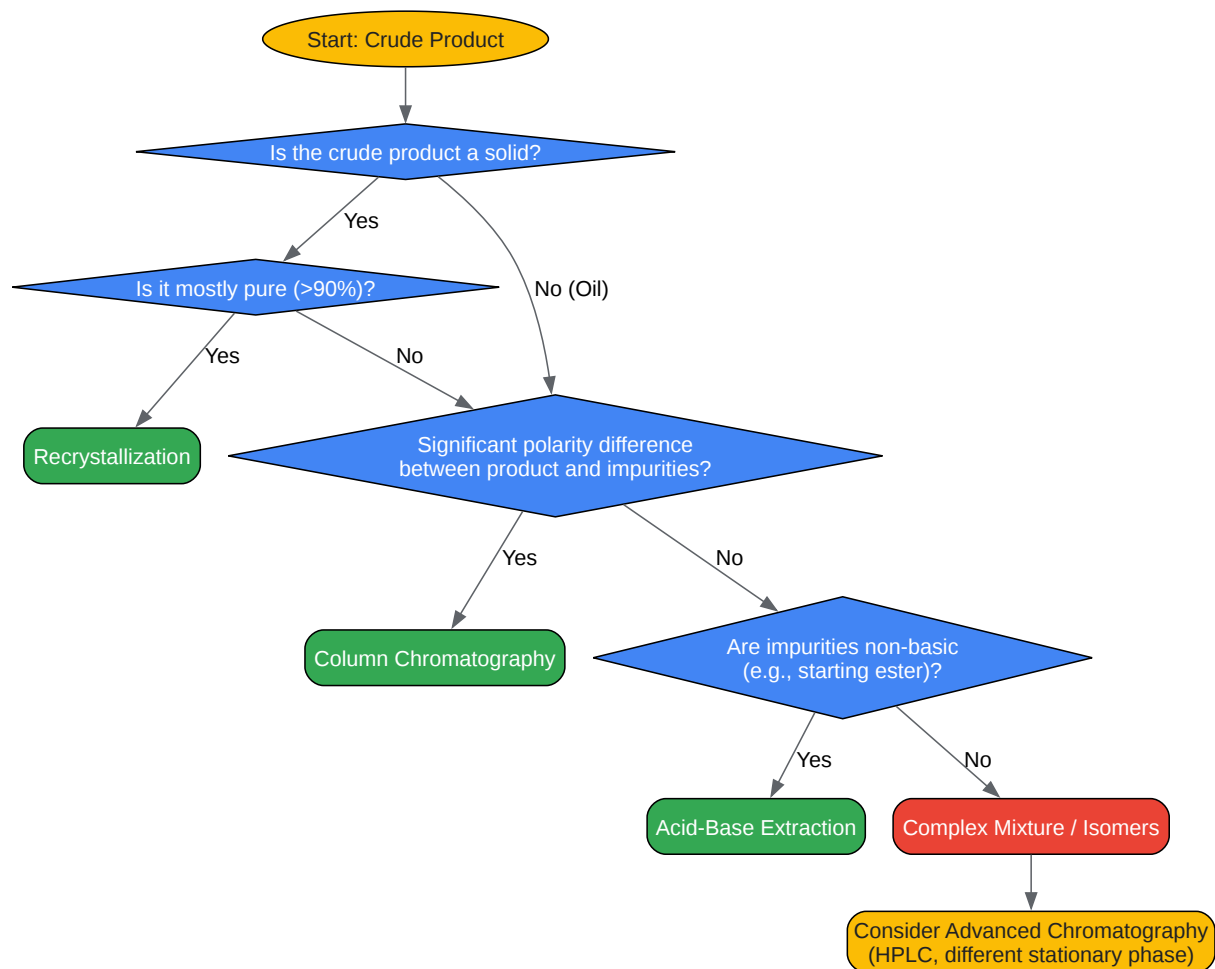 Start: Crude Product
Is the crude product a solid?
Yes
Is it mostly pure (>90%)?
No (Oil)
Yes
No
Recrystallization
Significant polarity difference
between product and impurities?
Yes
No
Column Chromatography
Are impurities non-basic
(e.g., starting ester)?
Yes
No
Acid-Base Extraction
Complex Mixture / Isomers
Consider Advanced Chromatography
(HPLC, different stationary phase)